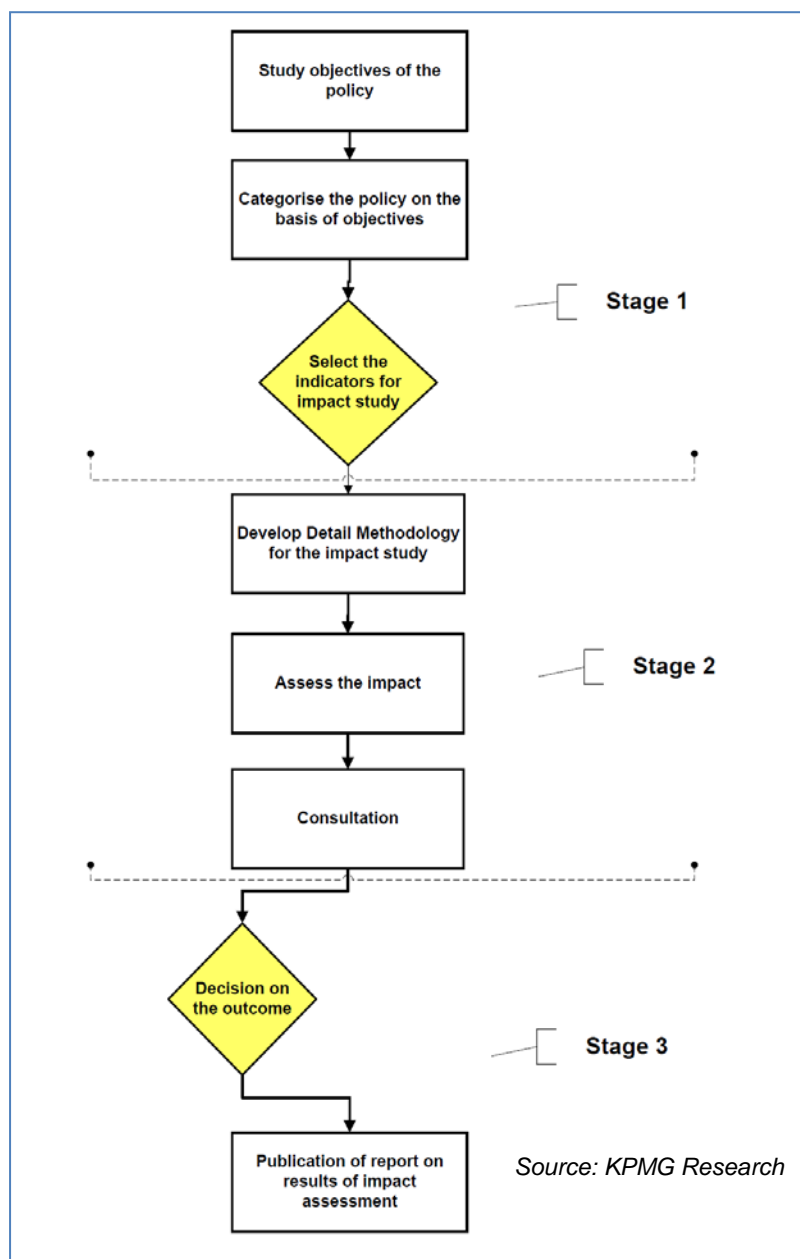 Study objectives of the
policy
Categorise the policy on the
basis of objectives
Stage 1
Select the
indicators for
impact study
Develop Detail Methodology
for the impact study
Stage 2
Assess the impact
Consultation
Decision on
the outcome
Stage 3
Publication of report on
results of impact
assessment
Source: KPMG Research